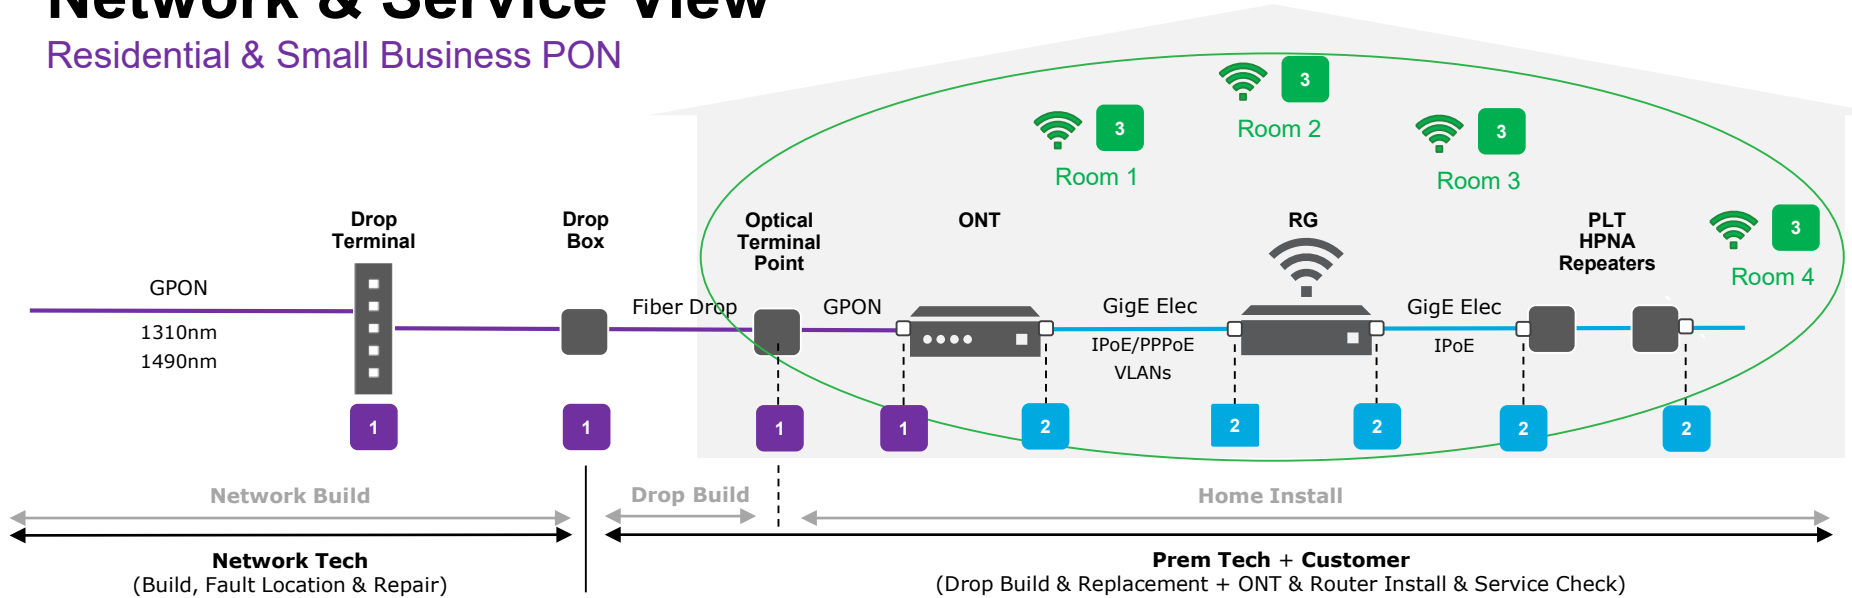 Network & Service View
Residential & Small Business PON
3
Room 2
3
Room 1
3
Room 3
3
Room 4
Drop
Terminal
Drop
Box
Optical
Terminal
Point
ONT
RG
PLT
HPNA
Repeaters
GPON
1310nm
1490nm
Fiber Drop
GPON
GigE Elec
IPoE/PPPoE
VLANs
GigE Elec
IPoE
1
1
1
1
2
2
2
2
2
Network Build
Drop Build
Home Install
Network Tech
(Build, Fault Location & Repair)
Prem Tech + Customer
(Drop Build & Replacement + ONT & Router Install & Service Check)